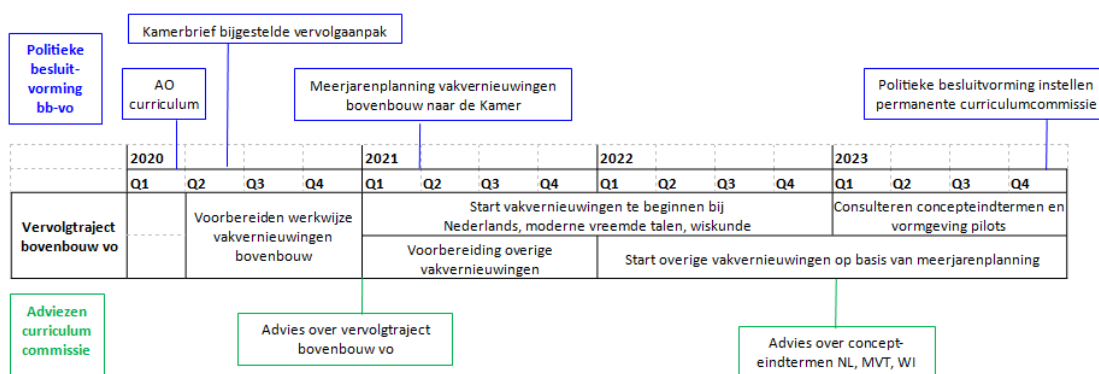 Kamerbrief bijgestelde vervolgaanpak
Politieke
besluit-
vorming
bb-vo
AO
curriculum
Meerjarenplanning vakvernieuwingen
bovenbouw naar de Kamer
Politieke besluitvorming instellen
permanente curriculumcommissie
2020 2021 2022 2023
Q1 Q2 Q3 Q4 Q1 Q2 Q3 Q4 Q1 Q2 Q3 Q4 Q1 Q2 Q3 Q4
Vervolgtraject
bovenbouw vo
Voorbereiden werkwijze
vakvernieuwingen
bovenbouw
Start vakvernieuwingen te beginnen bij
Nederlands, moderne vreemde talen, wiskunde
Consulteren concepteindtermen en
vormgeving pilots
Voorbereiding overige
vakvernieuwingen
Start overige vakvernieuwingen op basis van meerjarenplanning
Adviezen
curriculum
commissie
Advies over vervolgtraject
bovenbouw vo
Advies over concept-
eindtermen NL, MVT, WI